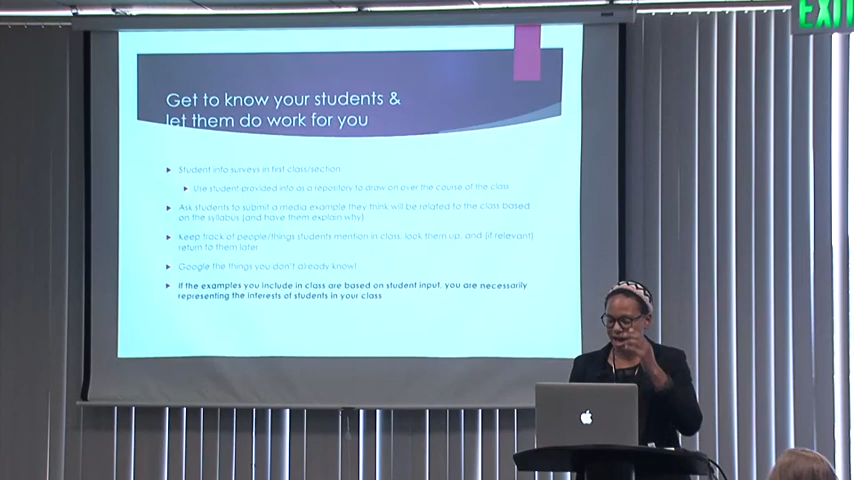 EXIT
Get to know your students &
let them do work for you
Student info surveys in first class/section
Use student provided info as a repository to draw on over the course of the class
Ask students to submit a media example they think will be related to the class based
on the syllabus (and have them explain why)
Keep track of people/things students mention in class, look them up, and (if relevant)
return to them later
Google the things you don't already know!
If the examples you include in class are based on student input, you are necessarily
representing the interests of students in your class